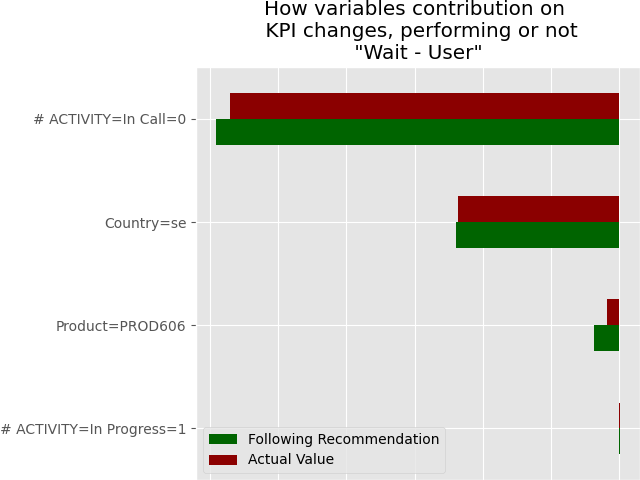 How variables contribution on
KPI changes, performing or not
"Wait - User"
# ACTIVITY=In Call=0
Country=se
Product=PROD606
# ACTIVITY=In Progress=1
Following Recommendation
Actual Value